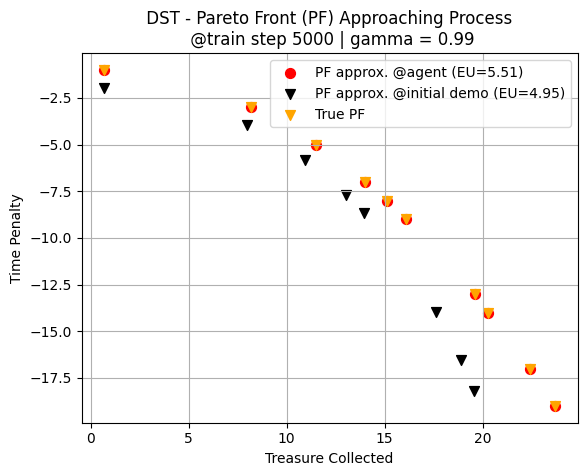 DST - Pareto Front (PF) Approaching Process
@train step 5000 | gamma = 0.99
PF approx. @agent (EU=5.51)
PF approx. @initial demo (EU=4.95)
True PF
Time Penalty
−2.5
−5.0
−7.5
−10.0
−12.5
−15.0
−17.5
0
5
10
15
20
Treasure Collected